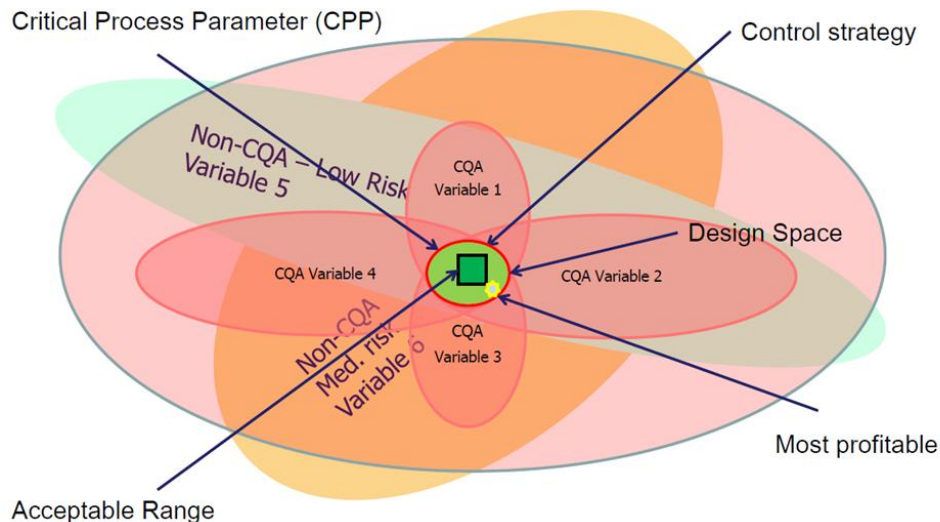 Critical Process Parameter (CPP)
Control strategy
Non-CQA – Low Risk
Variable 5
CQA
Variable 1
Design Space
CQA Variable 4
CQA Variable 2
Non-CQA
Med. risk
Variable 6
CQA
Variable 3
Most profitable
Acceptable Range